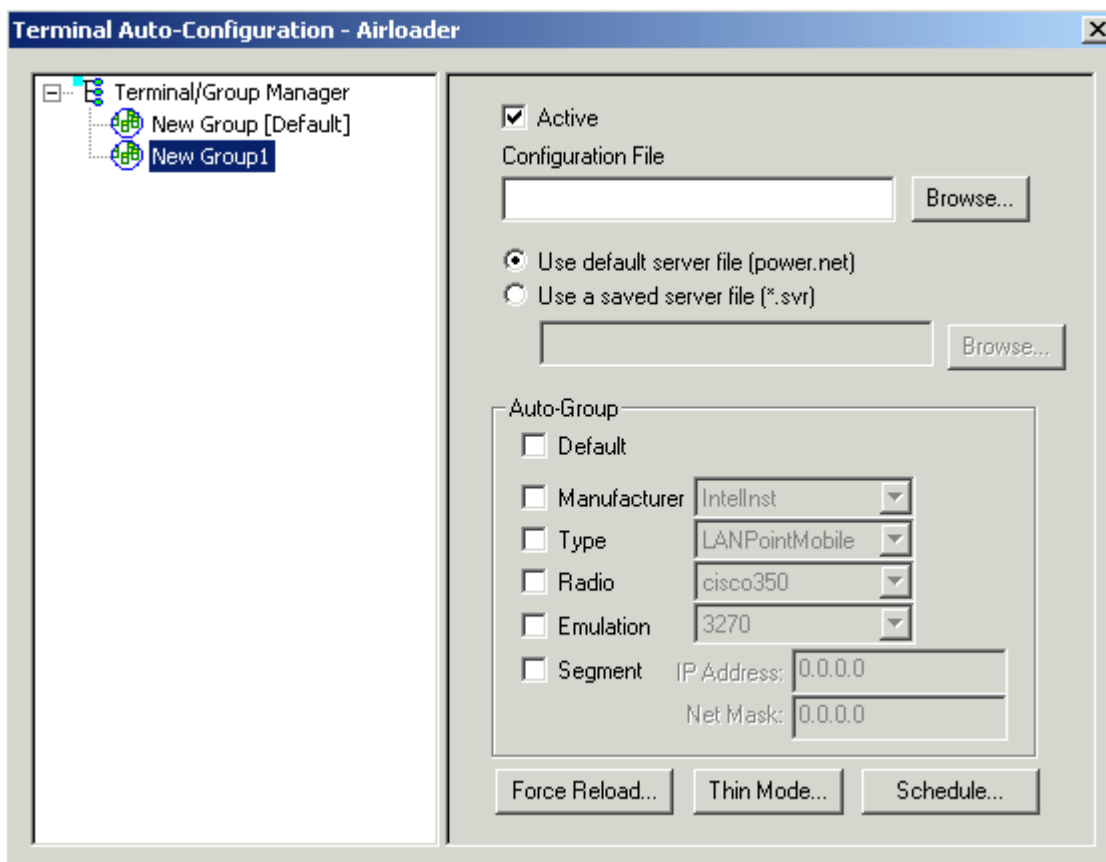 Terminal Auto-Configuration - Airloader
Terminal/Group Manager
New Group [Default]
New Group1
Active
Configuration File
Browse...
Use default server file (power.net)
Use a saved server file (*.svr)
Browse...
Auto-Group
Default
Manufacturer IntelInst
Type LANPointMobile
Radio cisco350
Emulation 3270
Segment IP Address: 0.0.0.0
Net Mask: 0.0.0.0
Force Reload... Thin Mode... Schedule...